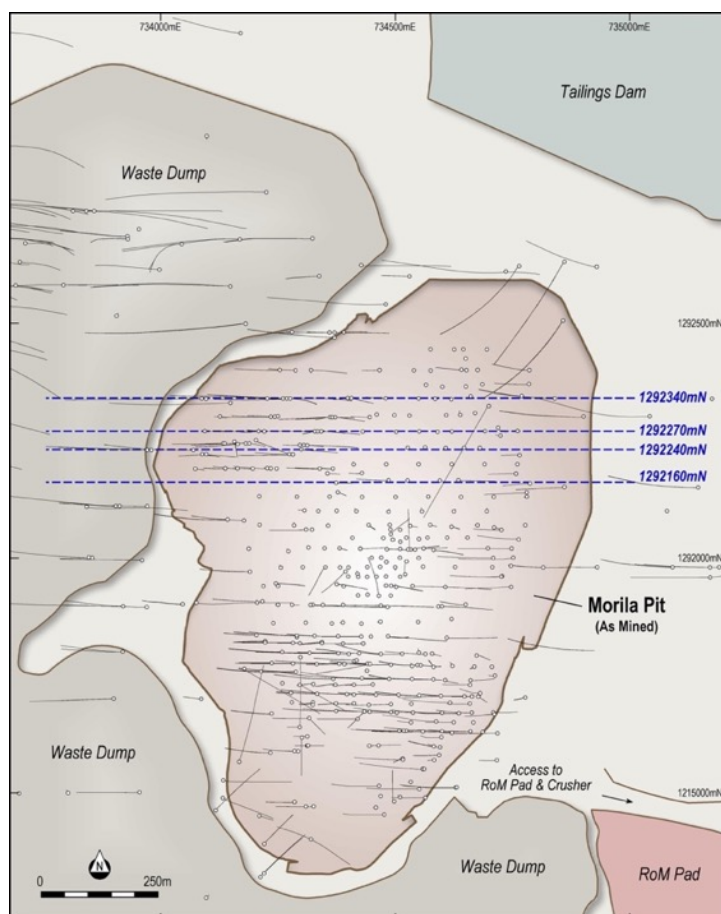 734000mE
734500mE
735000mE
Tailings Dam
Waste Dump
1292500mN
1292340mN
1292270mN
1292240mN
1292160mN
1292000mN
Morila Pit
(As Mined)
Waste Dump
Access to
RoM Pad & Crusher
1215000mN
N
0
250m
Waste Dump
RoM Pad